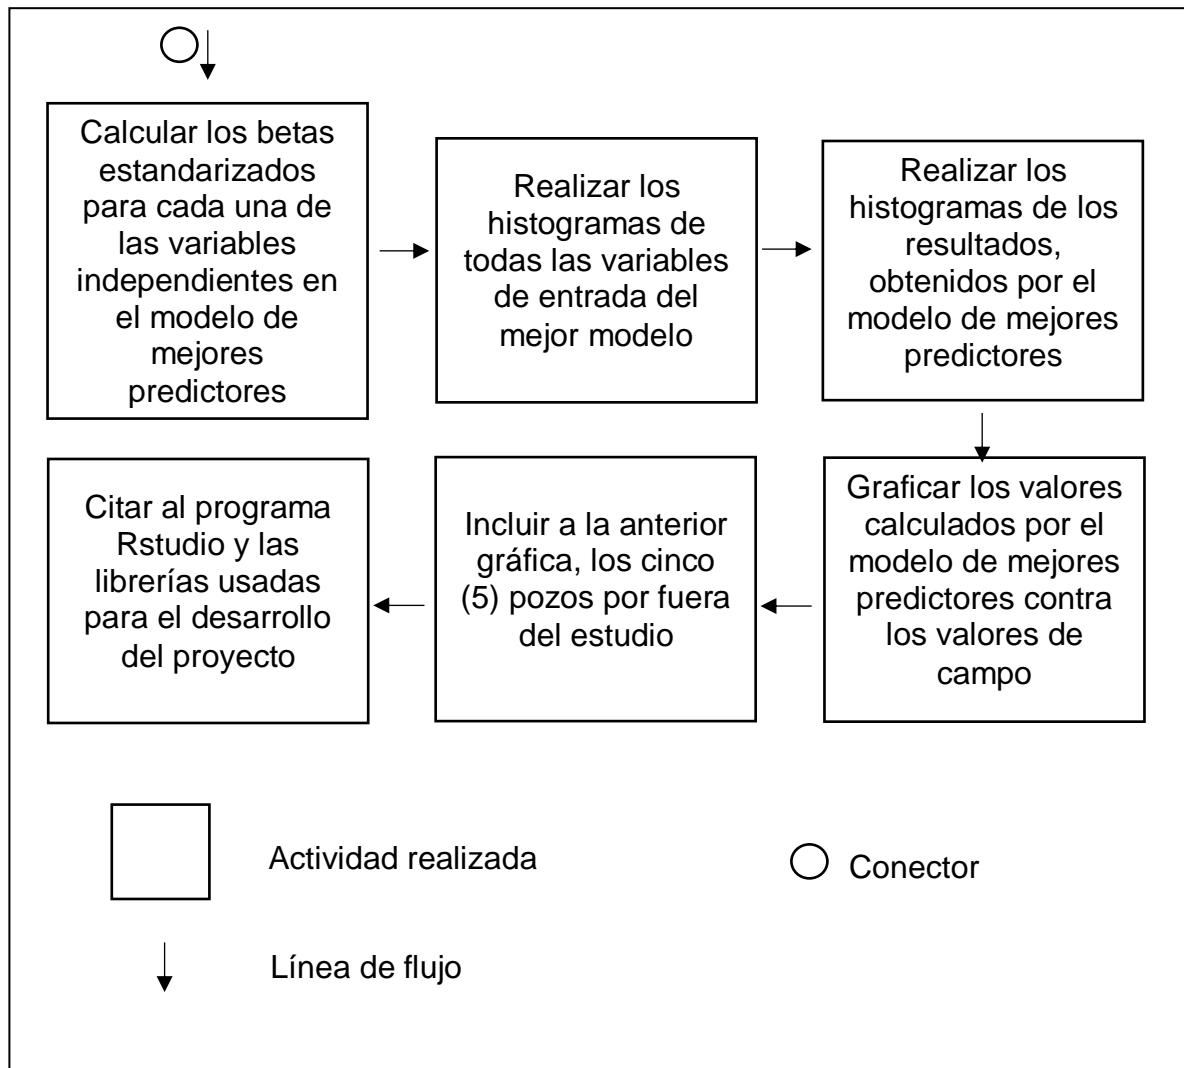 Calcular los betas
estandarizados
para cada una de
las variables
independientes en
el modelo de
mejores
predictores
Realizar los
histogramas de
todas las variables
de entrada del
mejor modelo
Realizar los
histogramas de los
resultados,
obtenidos por el
modelo de mejores
predictores
Graficar los valores
calculados por el
modelo de mejores
predictores contra
los valores de
campo
Incluir a la anterior
gráfica, los cinco
(5) pozos por fuera
del estudio
Citar al programa
Rstudio y las
librerías usadas
para el desarrollo
del proyecto
Actividad realizada
Conector
Línea de flujo